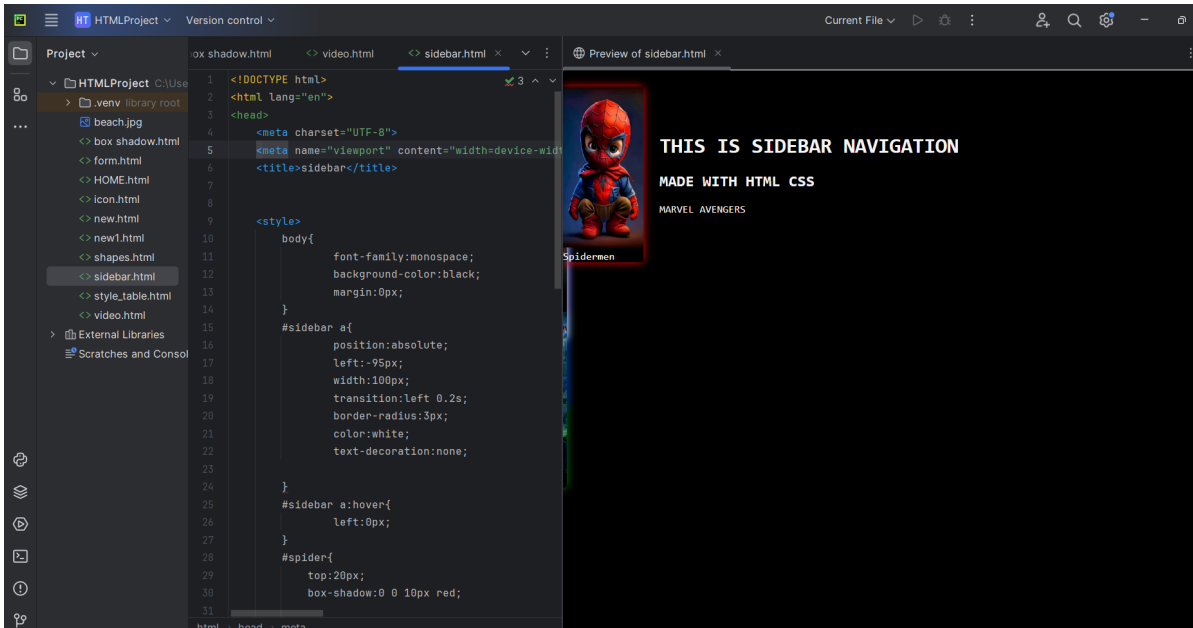 PC
HT HTMLProject Version control
Current File
Project
ox shadow.html video.html sidebar.html
Preview of sidebar.html
HTMLProject C:\Use
.venv library root
beach.jpg
box shadow.html
form.html
HOME.html
icon.html
new.html
new1.html
shapes.html
sidebar.html
style_table.html
video.html
External Libraries
Scratches and Consol
3
1 <!DOCTYPE html>
2 <html lang="en">
3 <head>
4 <meta charset="UTF-8">
5 <meta name="viewport" content="width=device-widt
6 <title>sidebar</title>
7
8
9 <style>
10 body{
11 font-family:monospace;
12 background-color:black;
13 margin:0px;
14 }
15 #sidebar a{
16 position:absolute;
17 left:-95px;
18 width:100px;
19 transition:left 0.2s;
20 border-radius:3px;
21 color:white;
22 text-decoration:none;
23
24 }
25 #sidebar a:hover{
26 left:0px;
27 }
28 #spider{
29 top:20px;
30 box-shadow:0 0 10px red;
31
html head meta
THIS IS SIDEBAR NAVIGATION
MADE WITH HTML CSS
MARVEL AVENGERS
Spidermen